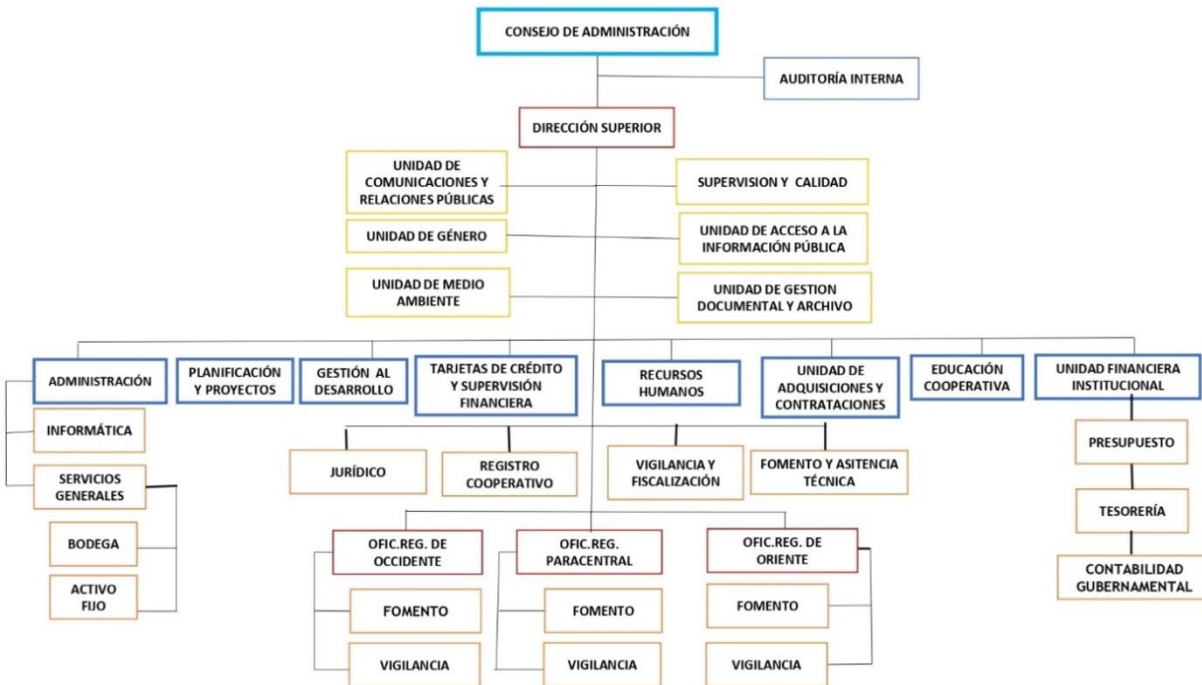 CONSEJO DE ADMINISTRACIÓN
AUDITORÍA INTERNA
DIRECCIÓN SUPERIOR
UNIDAD DE
COMUNICACIONES Y
RELACIONES PÚBLICAS
SUPERVISION Y CALIDAD
UNIDAD DE GÉNERO
UNIDAD DE ACCESO A LA
INFORMACIÓN PÚBLICA
UNIDAD DE MEDIO
AMBIENTE
UNIDAD DE GESTION
DOCUMENTAL Y ARCHIVO
ADMINISTRACIÓN
PLANIFICACIÓN
Y PROYECTOS
GESTIÓN AL
DESARROLLO
TARJETAS DE CRÉDITO
Y SUPERVISIÓN
FINANCIERA
RECURSOS
HUMANOS
UNIDAD DE
ADQUISICIONES Y
CONTRATACIONES
EDUCACIÓN
COOPERATIVA
UNIDAD FINANCIERA
INSTITUCIONAL
INFORMÁTICA
SERVICIOS
GENERALES
BODEGA
ACTIVO
FIJO
JURÍDICO
REGISTRO
COOPERATIVO
VIGILANCIA Y
FISCALIZACIÓN
FOMENTO Y ASITENCIA
TÉCNICA
PRESUPUESTO
TESORERÍA
CONTABILIDAD
GUBERNAMENTAL
OFIC.REG. DE
OCCIDENTE
FOMENTO
VIGILANCIA
OFIC.REG.
PARACENTRAL
FOMENTO
VIGILANCIA
OFIC.REG. DE
ORIENTE
FOMENTO
VIGILANCIA